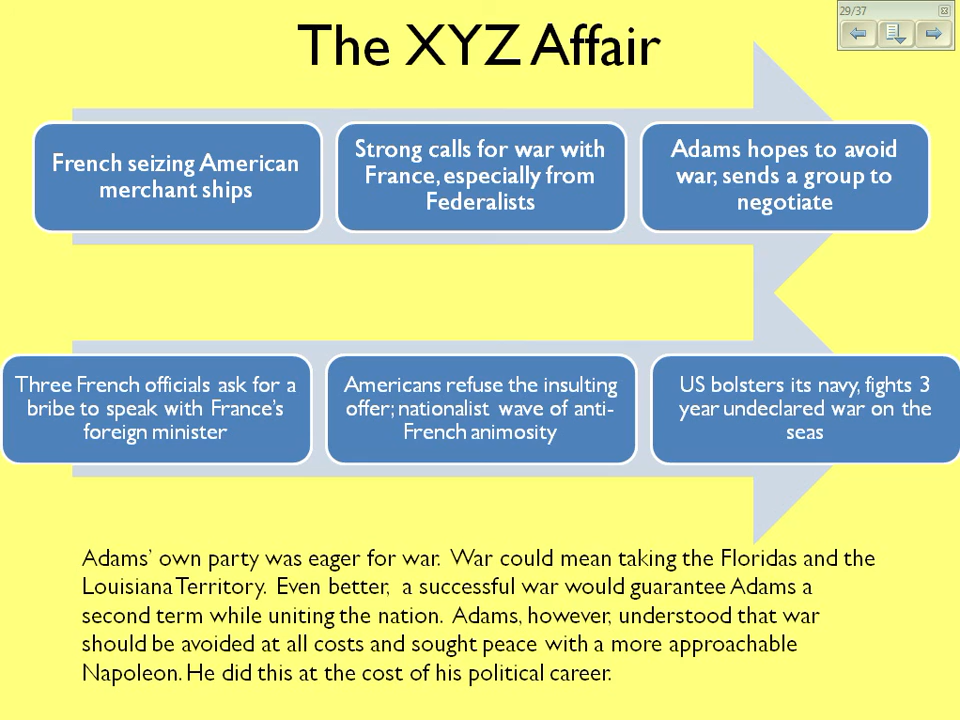 The XYZ Affair
29/37
French seizing American
merchant ships
Strong calls for war with
France, especially from
Federalists
Adams hopes to avoid
war, sends a group to
negotiate
Three French officials ask for a
bribe to speak with France's
foreign minister
Americans refuse the insulting
offer; nationalist wave of anti-
French animosity
US bolsters its navy, fights 3
year undeclared war on the
seas
Adams' own party was eager for war. War could mean taking the Floridas and the
Louisiana Territory. Even better, a successful war would guarantee Adams a
second term while uniting the nation. Adams, however, understood that war
should be avoided at all costs and sought peace with a more approachable
Napoleon. He did this at the cost of his political career.